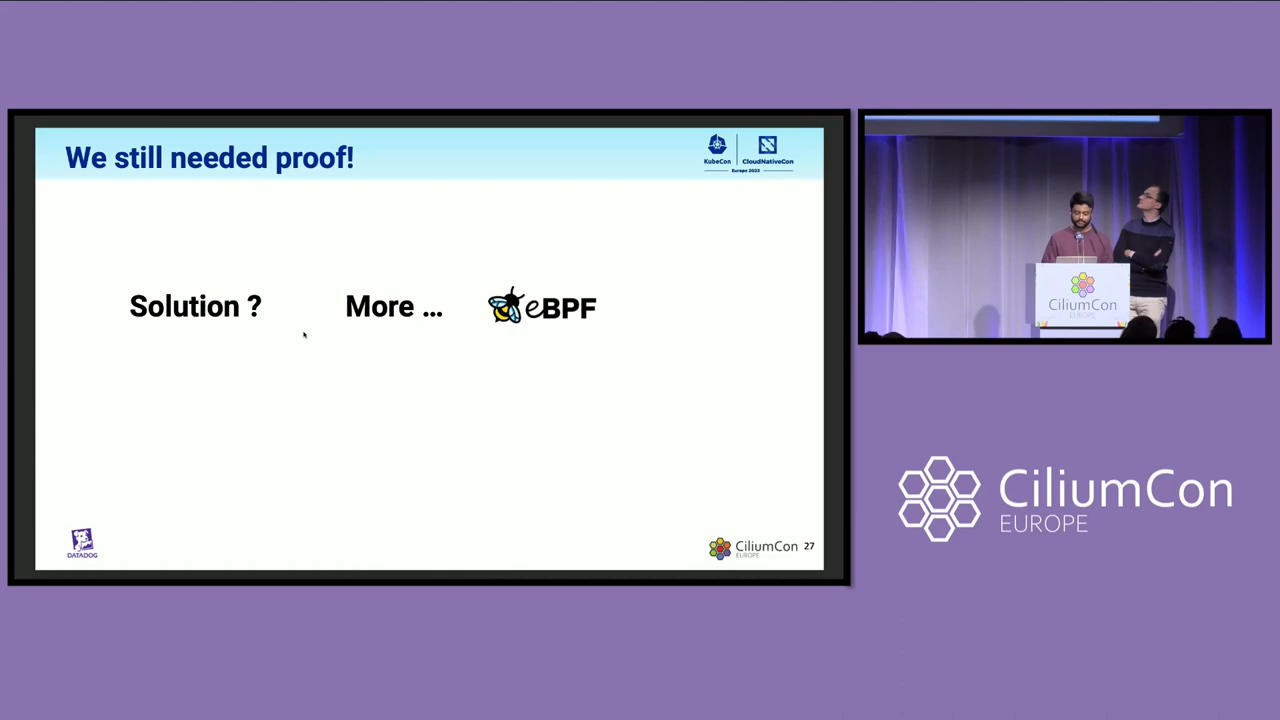 We still needed proof!
KubeCon
CloudNativeCon
Europe 2023
Solution ?
More ...
eBPF
DATADOG
CiliumCon
EUROPE
27
CiliumCon
EUROPE
CiliumCon
EUROPE